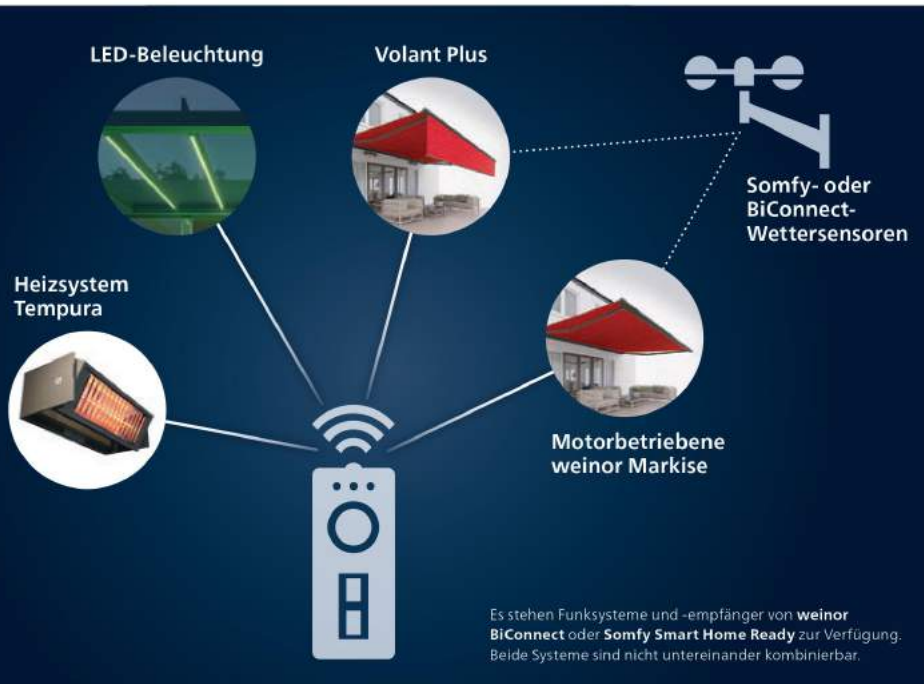 LED-Beleuchtung
Volant Plus
Somfy- oder
BiConnect-
Wettersensoren
Heizsystem
Tempura
Motorbetriebene
weinor Markise
Es stehen Funksysteme und -empfänger von weinor
BiConnect oder Somfy Smart Home Ready zur Verfügung.
Beide Systeme sind nicht untereinander kombinierbar.